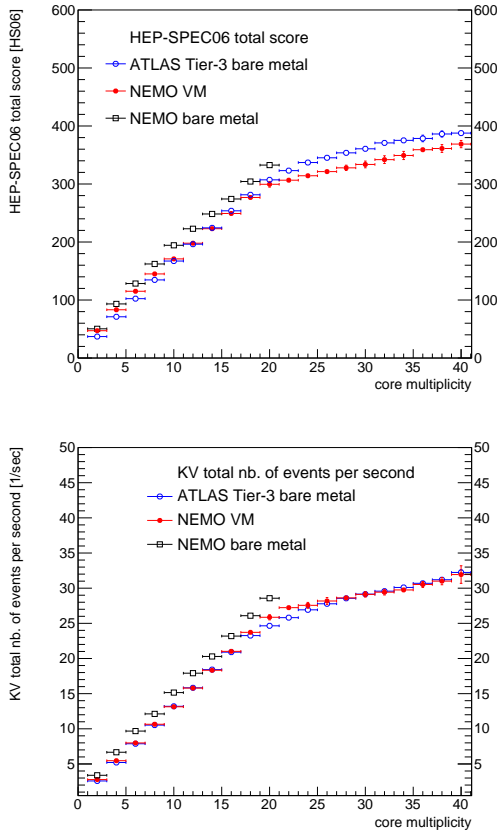 HEP-SPEC06 total score [HS06]
600
500
400
300
200
100
0
HEP-SPEC06 total score
ATLAS Tier-3 bare metal
NEMO VM
NEMO bare metal
600
500
400
300
200
100
0
0 5 10 15 20 25 30 35 40
core multiplicity
KV total nb. of events per second [1/sec]
50
45
40
35
30
25
20
15
10
5
KV total nb. of events per second
ATLAS Tier-3 bare metal
NEMO VM
NEMO bare metal
50
45
40
35
30
25
20
15
10
5
0 5 10 15 20 25 30 35 40
core multiplicity